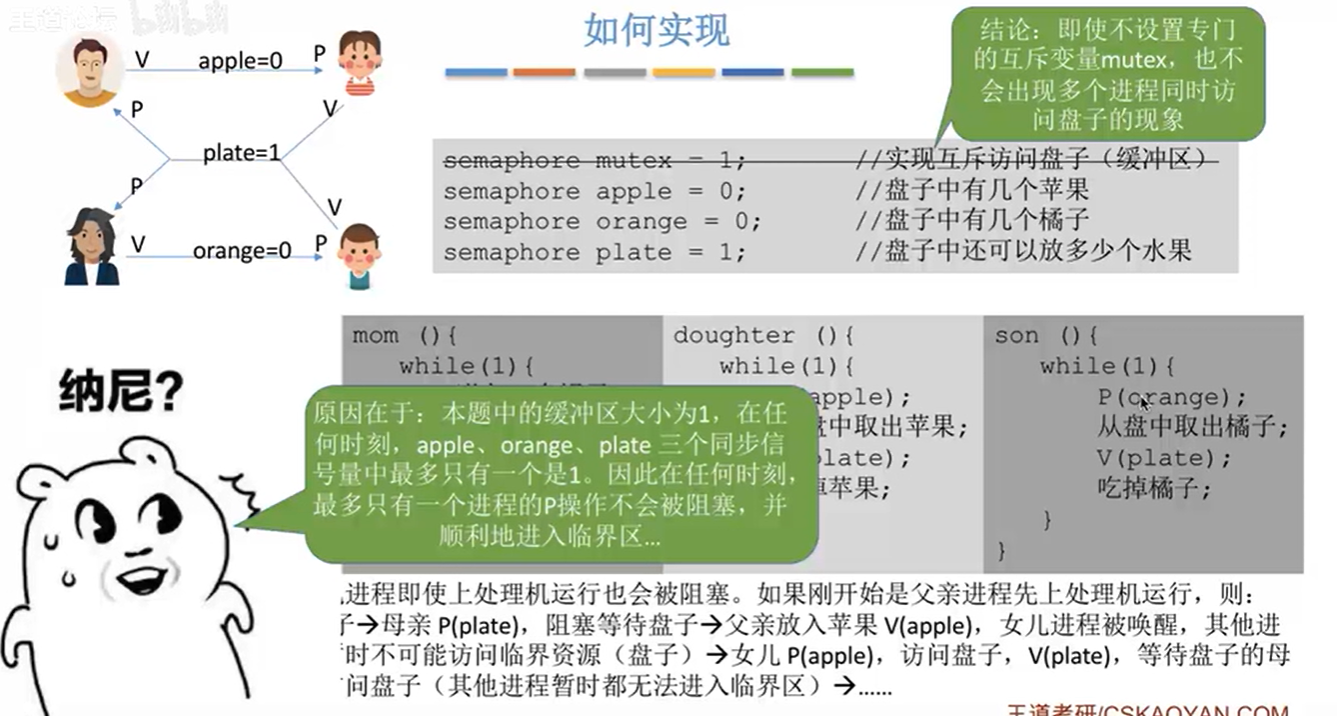 王道论坛 bilibili
如何实现
结论：即使不设置专门
的互斥变量mutex，也不
会出现多个进程同时访
问盘子的现象
V apple=0 P
P V
plate=1
P V
V orange=0 P
semaphore mutex = 1; //实现互斥访问盘子（缓冲区）
semaphore apple = 0; //盘子中有几个苹果
semaphore orange = 0; //盘子中有几个橘子
semaphore plate = 1; //盘子中还可以放多少个水果
纳尼?
mom (){
while(1){
原因在于：本题中的缓冲区大小为1，在任
何时刻，apple、orange、plate 三个同步信
号量中最多只有一个是1。因此在任何时刻，
最多只有一个进程的P操作不会被阻塞，并
顺利地进入临界区…
doughter (){
while(1){
apple);
盘中取出苹果;
late);
苹果;
son (){
while(1){
P(orange);
从盘中取出橘子;
V(plate);
吃掉橘子;
}
}
进程即使上处理机运行也会被阻塞。如果刚开始是父亲进程先上处理机运行，则：
子→母亲 P(plate)，阻塞等待盘子→父亲放入苹果 V(apple)，女儿进程被唤醒，其他进
时不可能访问临界资源（盘子）→女儿 P(apple)，访问盘子，V(plate)，等待盘子的母
问盘子（其他进程暂时都无法进入临界区）→……
王道考研/CSKAOYAN.COM